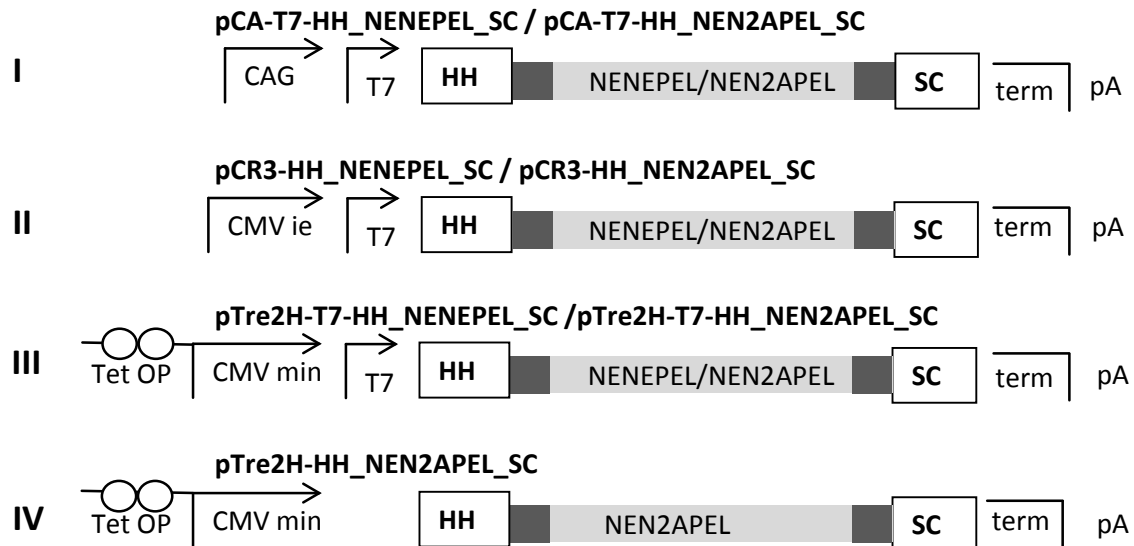 pCA-T7-HH_NENEPEL_SC / pCA-T7-HH_NEN2APEL_SC
I CAG T7 HH NENEPEL/NEN2APEL SC term pA
pCR3-HH_NENEPEL_SC / pCR3-HH_NEN2APEL_SC
II CMV ie T7 HH NENEPEL/NEN2APEL SC term pA
pTre2H-T7-HH_NENEPEL_SC /pTre2H-T7-HH_NEN2APEL_SC
III Tet OP CMV min T7 HH NENEPEL/NEN2APEL SC term pA
pTre2H-HH_NEN2APEL_SC
IV Tet OP CMV min HH NEN2APEL SC term pA